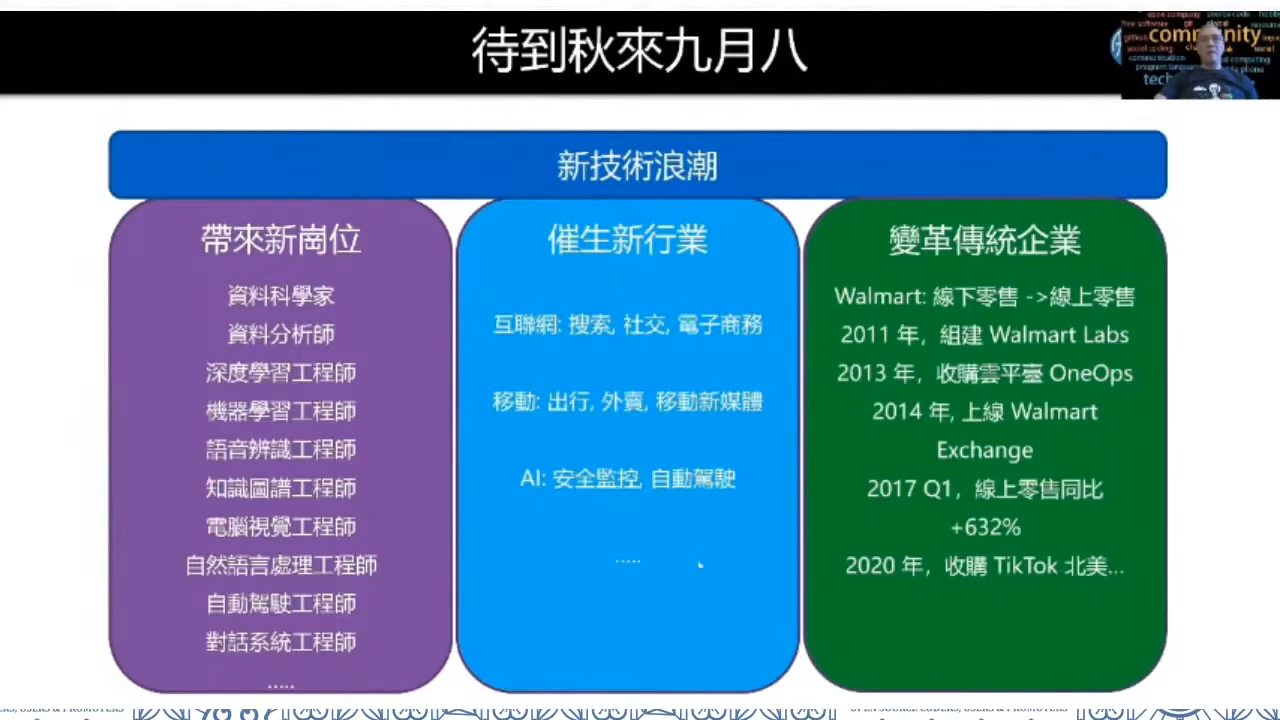 待到秋來九月八
community
新技術浪潮
帶來新崗位
資料科學家
資料分析師
深度學習工程師
機器學習工程師
語音辨識工程師
知識圖譜工程師
電腦視覺工程師
自然語言處理工程師
自動駕駛工程師
對話系統工程師
.....
催生新行業
互聯網: 搜索, 社交, 電子商務
移動: 出行, 外賣, 移動新媒體
AI: 安全監控, 自動駕駛
.....
變革傳統企業
Walmart: 線下零售 ->線上零售
2011 年，組建 Walmart Labs
2013 年，收購雲平臺 OneOps
2014 年, 上線 Walmart
Exchange
2017 Q1，線上零售同比
+632%
2020 年，收購 TikTok 北美...